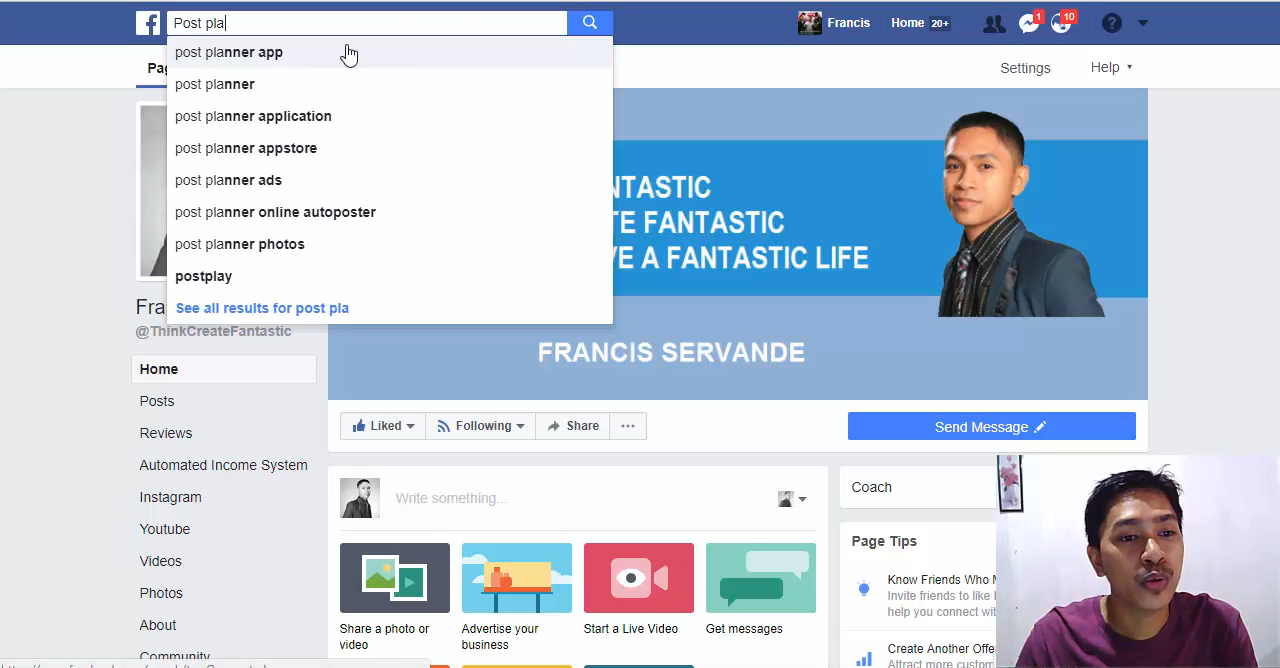 Post pla
Francis
Home 20+
1
10
post planner app
post planner
post planner application
post planner appstore
post planner ads
post planner online autoposter
post planner photos
postplay
See all results for post pla
Settings
Help
NTASTIC
TE FANTASTIC
E A FANTASTIC LIFE
FRANCIS SERVANDE
@ThinkCreateFantastic
Home
Posts
Reviews
Automated Income System
Instagram
Youtube
Videos
Photos
About
Community
Liked
Following
Share
Send Message
Write something...
Share a photo or
video
Advertise your
business
Start a Live Video
Get messages
Coach
Page Tips
Know Friends Who
Invite friends to like
help you connect
Create Another
Attract more